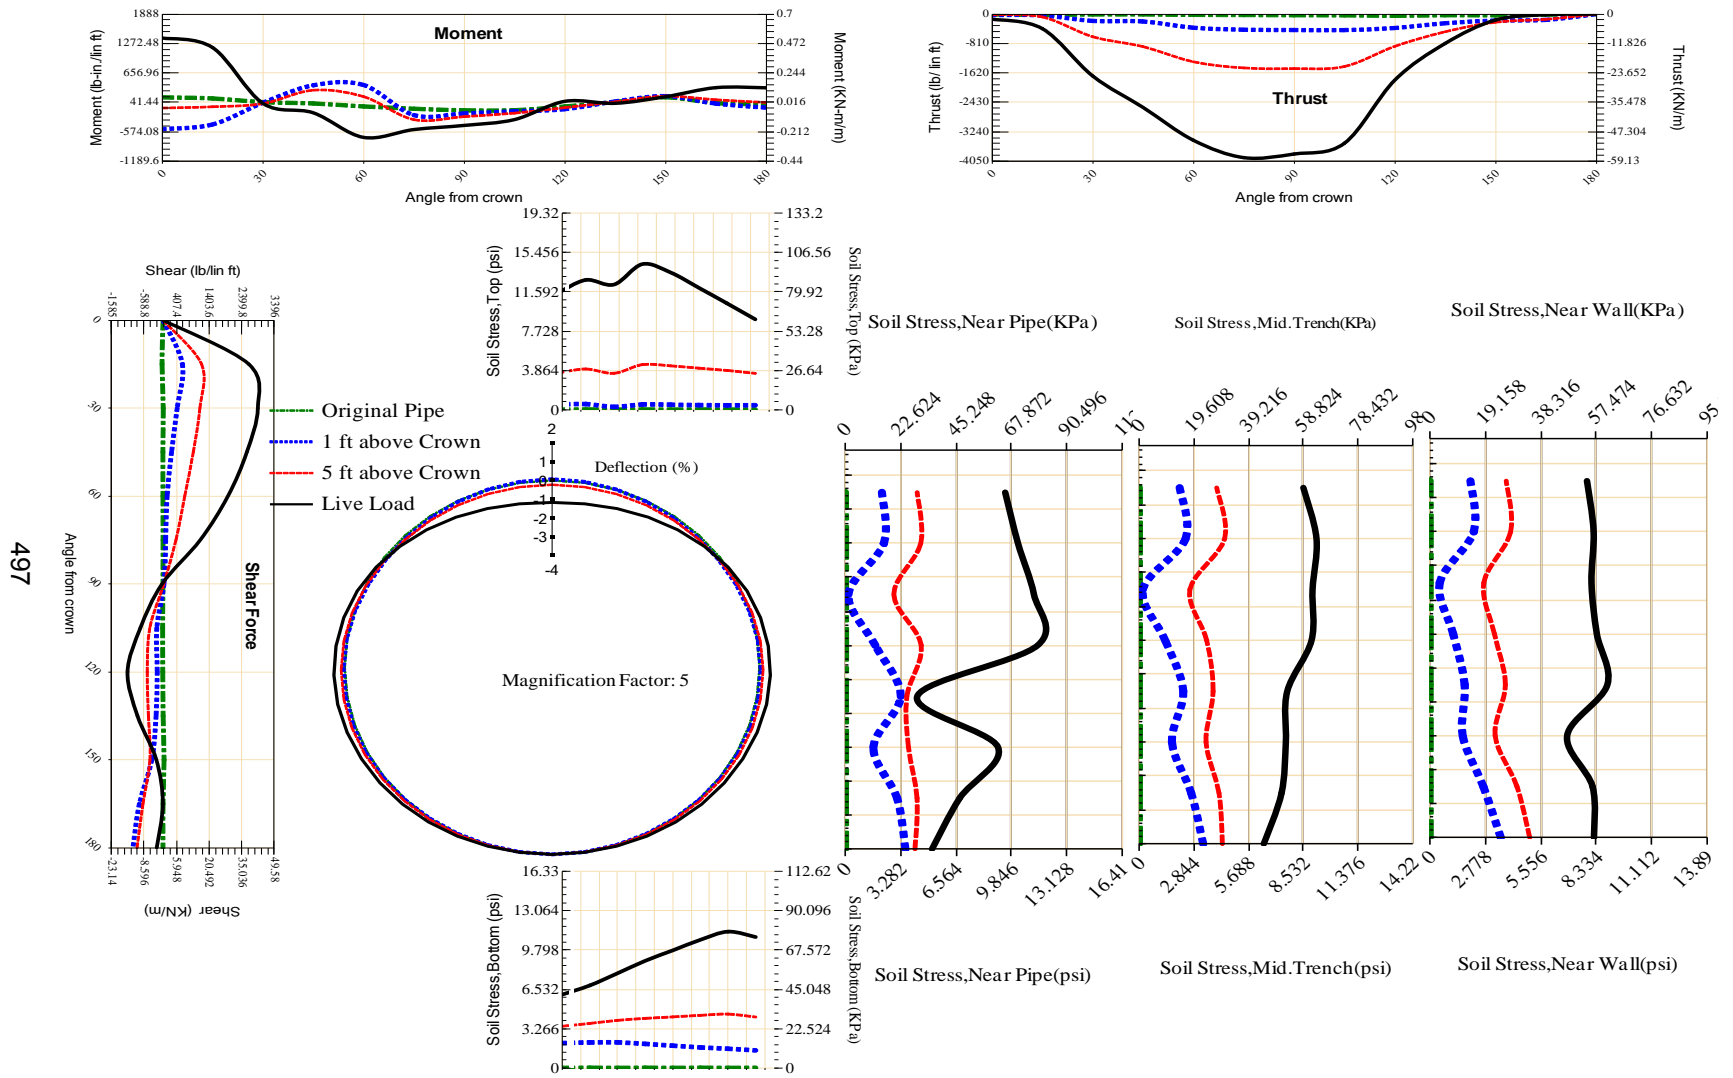 Moment
Moment (lb-in./lin ft)
1888
1272.48
656.96
41.44
-574.08
-1189.6
0.7
0.472
0.244
0.016
-0.212
-0.44
Moment (KN-m/m)
0 30 60 90 120 150 180
Angle from crown
Thrust
Thrust (lb/ lin ft)
0
-810
-1620
-2430
-3240
-4050
0
-11.826
-23.652
-35.478
-47.304
-59.13
Thrust (KN/m)
0 30 60 90 120 150 180
Angle from crown
Soil Stress,Top (psi)
19.32
15.456
11.592
7.728
3.864
0
133.2
106.56
79.92
53.28
26.64
0
Soil Stress,Top (KPa)
Shear (lb/lin ft)
-1585 -588.8 407.4 1403.6 2399.8 3396
0
30
60
90
120
150
180
Angle from crown
Shear Force
-23.14 -8.596 5.948 20.492 35.036 49.58
Shear (KN/m)
497
Original Pipe
1 ft above Crown
5 ft above Crown
Live Load
2
1
0
-1
-2
-3
-4
Deflection (%)
Magnification Factor: 5
Soil Stress,Bottom (psi)
16.33
13.064
9.798
6.532
3.266
0
112.62
90.096
67.572
45.048
22.524
0
Soil Stress,Bottom (KPa)
Soil Stress,Near Pipe(KPa)
0 22.624 45.248 67.872 90.496
0 3.282 6.564 9.846 13.128 16.41
Soil Stress,Near Pipe(psi)
Soil Stress,Mid.Trench(KPa)
0 19.608 39.216 58.824 78.432 98
0 2.844 5.688 8.532 11.376 14.22
Soil Stress,Mid.Trench(psi)
Soil Stress,Near Wall(KPa)
0 19.158 38.316 57.474 76.632 95
0 2.778 5.556 8.334 11.112 13.89
Soil Stress,Near Wall(psi)